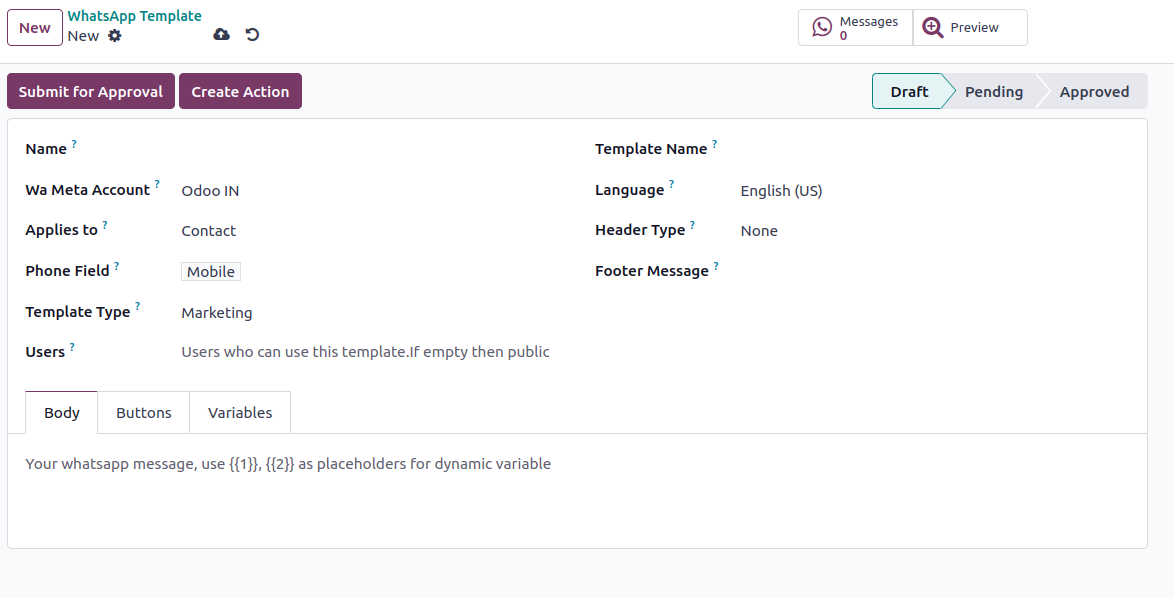 New
WhatsApp Template
New
Messages
0
Preview
Submit for Approval
Create Action
Draft
Pending
Approved
Name ?
Template Name ?
Wa Meta Account ? Odoo IN
Language ? English (US)
Applies to ? Contact
Header Type ? None
Phone Field ? Mobile
Footer Message ?
Template Type ? Marketing
Users ? Users who can use this template.If empty then public
Body
Buttons
Variables
Your whatsapp message, use {{1}}, {{2}} as placeholders for dynamic variable